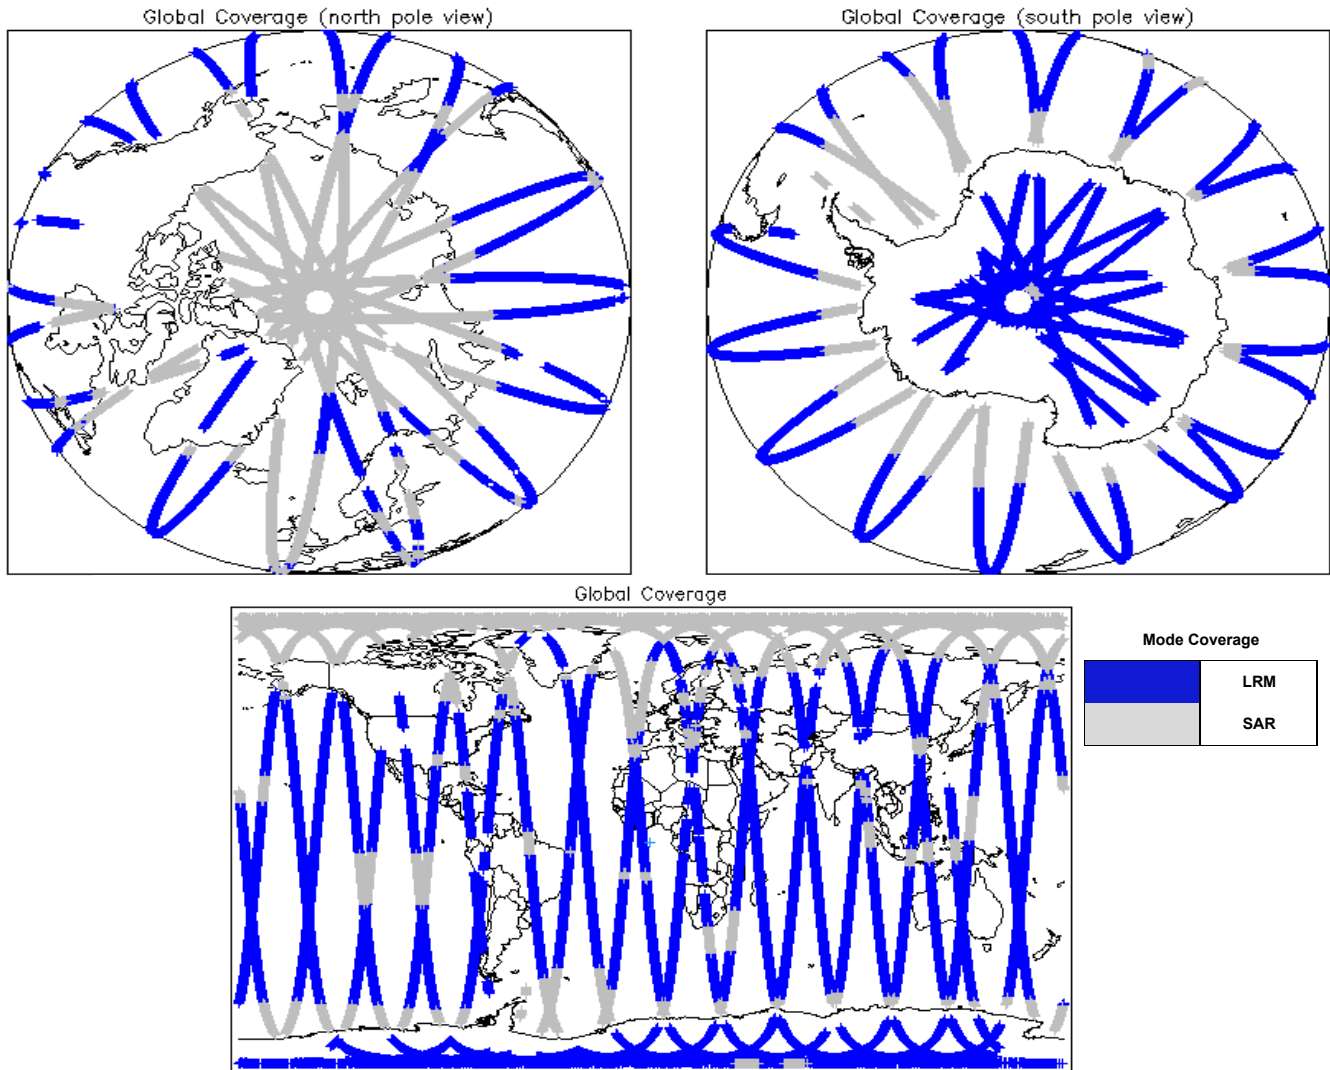 Global Coverage (north pole view)
Global Coverage (south pole view)
Global Coverage
Mode Coverage
LRM
SAR